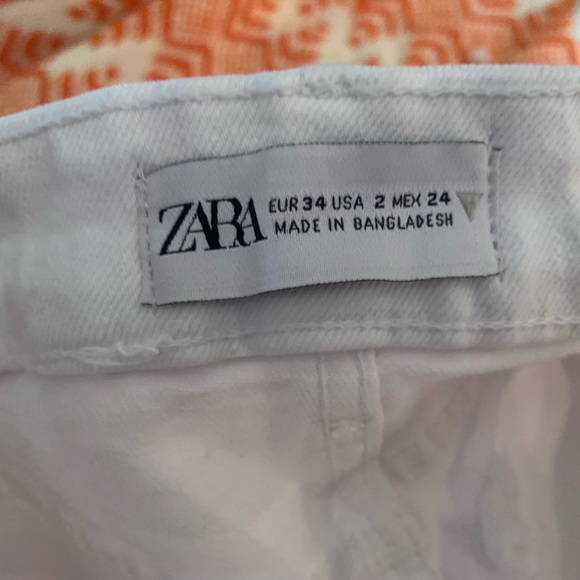 ZARA
EUR 34 USA 2 MEX 24
MADE IN BANGLADESH